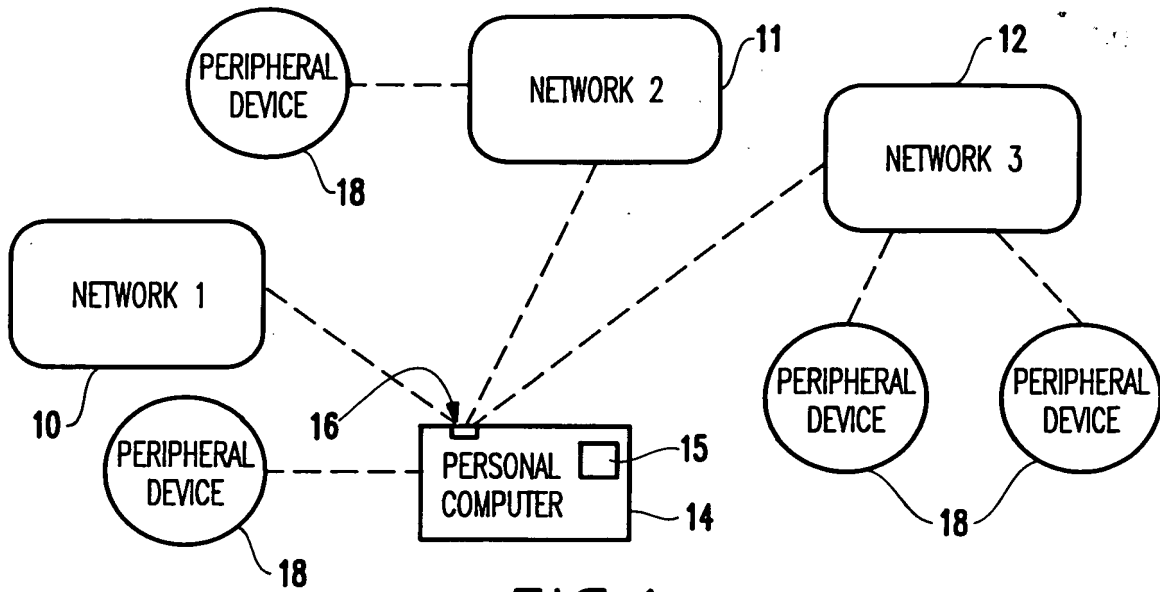 PERIPHERAL
DEVICE
18
NETWORK 2
11
12
NETWORK 3
NETWORK 1
10
16
PERIPHERAL
DEVICE
18
PERSONAL
COMPUTER
15
14
PERIPHERAL
DEVICE
PERIPHERAL
DEVICE
18